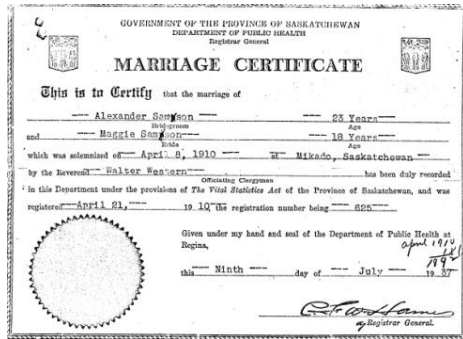 GOVERNMENT OF THE PROVINCE OF SASKATCHEWAN
DEPARTMENT OF PUBLIC HEALTH
Registrar General
MARRIAGE CERTIFICATE
This is to Certify that the marriage of
Alexander 23 Years
Bridegroom Age
and Maggie 18 Years
Bride Age
which was solemnized on April 8, 1910 at Mikado, Saskatchewan
by the Reverend Walter Western has been duly recorded
Officiating Clergyman
in this Department under the provisions of The Vital Statistics Act of the Province of Saskatchewan, and was
registered April 21, 19 10 the registration number being 625
Given under my hand and seal of the Department of Public Health at
Regina,
april 1910
this Ninth day of July 19 37
Registrar General.